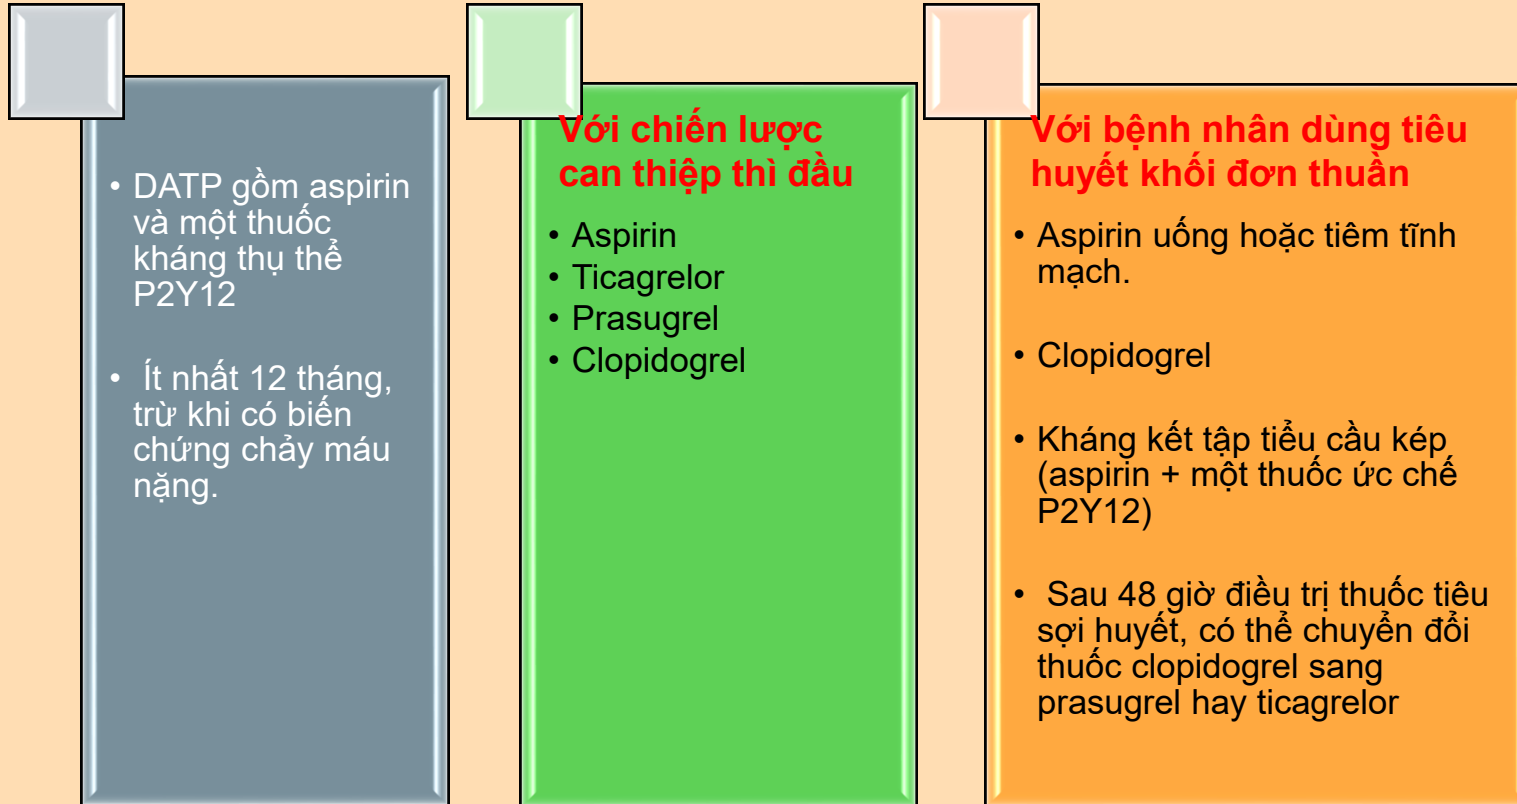 • DATP gồm aspirin
và một thuốc
kháng thụ thể
P2Y12
• Ít nhất 12 tháng,
trừ khi có biến
chứng chảy máu
nặng.
Với chiến lược
can thiệp thì đầu
• Aspirin
• Ticagrelor
• Prasugrel
• Clopidogrel
Với bệnh nhân dùng tiêu
huyết khối đơn thuần
• Aspirin uống hoặc tiêm tĩnh
mạch.
• Clopidogrel
• Kháng kết tập tiểu cầu kép
(aspirin + một thuốc ức chế
P2Y12)
• Sau 48 giờ điều trị thuốc tiêu
sợi huyết, có thể chuyển đổi
thuốc clopidogrel sang
prasugrel hay ticagrelor